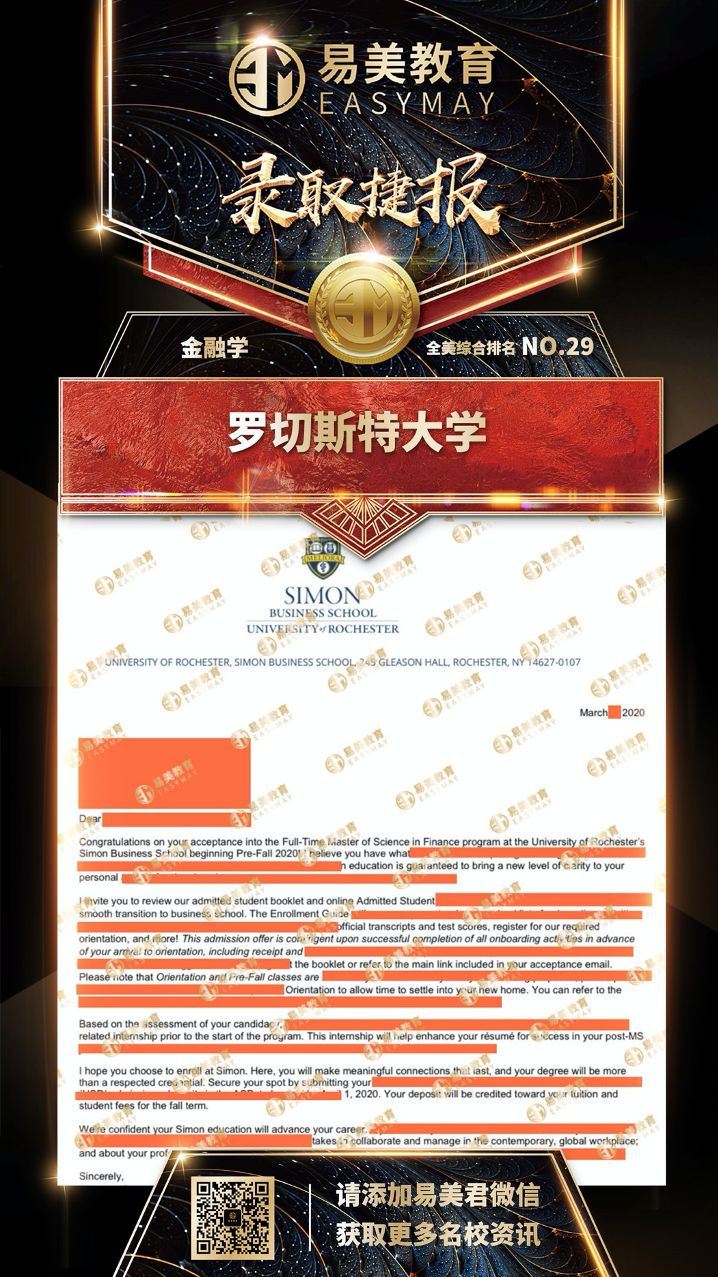 易美教育
EASYMAY
录取捷报
金融学
全美综合排名 NO.29
罗切斯特大学
MELIORA
SIMON
BUSINESS SCHOOL
UNIVERSITY of ROCHESTER
UNIVERSITY OF ROCHESTER, SIMON BUSINESS SCHOOL, 245 GLEASON HALL, ROCHESTER, NY 14627-0107
March 2020
Dear
Congratulations on your acceptance into the Full-Time Master of Science in Finance program at the University of Rochester's
Simon Business School beginning Pre-Fall 2020! I believe you have what
education is guaranteed to bring a new level of clarity to your
personal
I invite you to review our admitted student booklet and online Admitted Student
smooth transition to business school. The Enrollment Guide
official transcripts and test scores, register for our required
orientation, and more! This admission offer is contingent upon successful completion of all onboarding activities in advance
of your arrival to orientation, including receipt and
the booklet or refer to the main link included in your acceptance email.
Please note that Orientation and Pre-Fall classes are
Orientation to allow time to settle into your new home. You can refer to the
Based on the assessment of your candidacy,
related internship prior to the start of the program. This internship will help enhance your résumé for success in your post-MS
I hope you choose to enroll at Simon. Here, you will make meaningful connections that last, and your degree will be more
than a respected credential. Secure your spot by submitting your
1, 2020. Your deposit will be credited toward your tuition and
student fees for the fall term.
We're confident your Simon education will advance your career.
takes to collaborate and manage in the contemporary, global workplace;
and about your
Sincerely,
请添加易美君微信
获取更多名校资讯